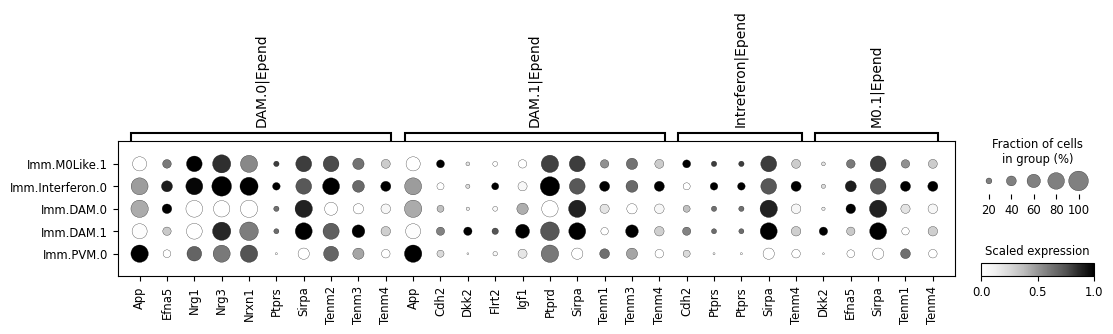 DAM.0|Epend
DAM.1|Epend
Intreferon|Epend
M0.1|Epend
Imm.M0Like.1
Imm.Interferon.0
Imm.DAM.0
Imm.DAM.1
Imm.PVM.0
App
Efna5
Nrg1
Nrg3
Nrxn1
Ptprs
Sirpa
Tenm2
Tenm3
Tenm4
App
Cdh2
Dkk2
Flrt2
Igf1
Ptprd
Sirpa
Tenm1
Tenm3
Tenm4
Cdh2
Ptprs
Ptprs
Sirpa
Tenm4
Dkk2
Efna5
Sirpa
Tenm1
Tenm4
Fraction of cells
in group (%)
20 40 60 80 100
Scaled expression
0.0 0.5 1.0